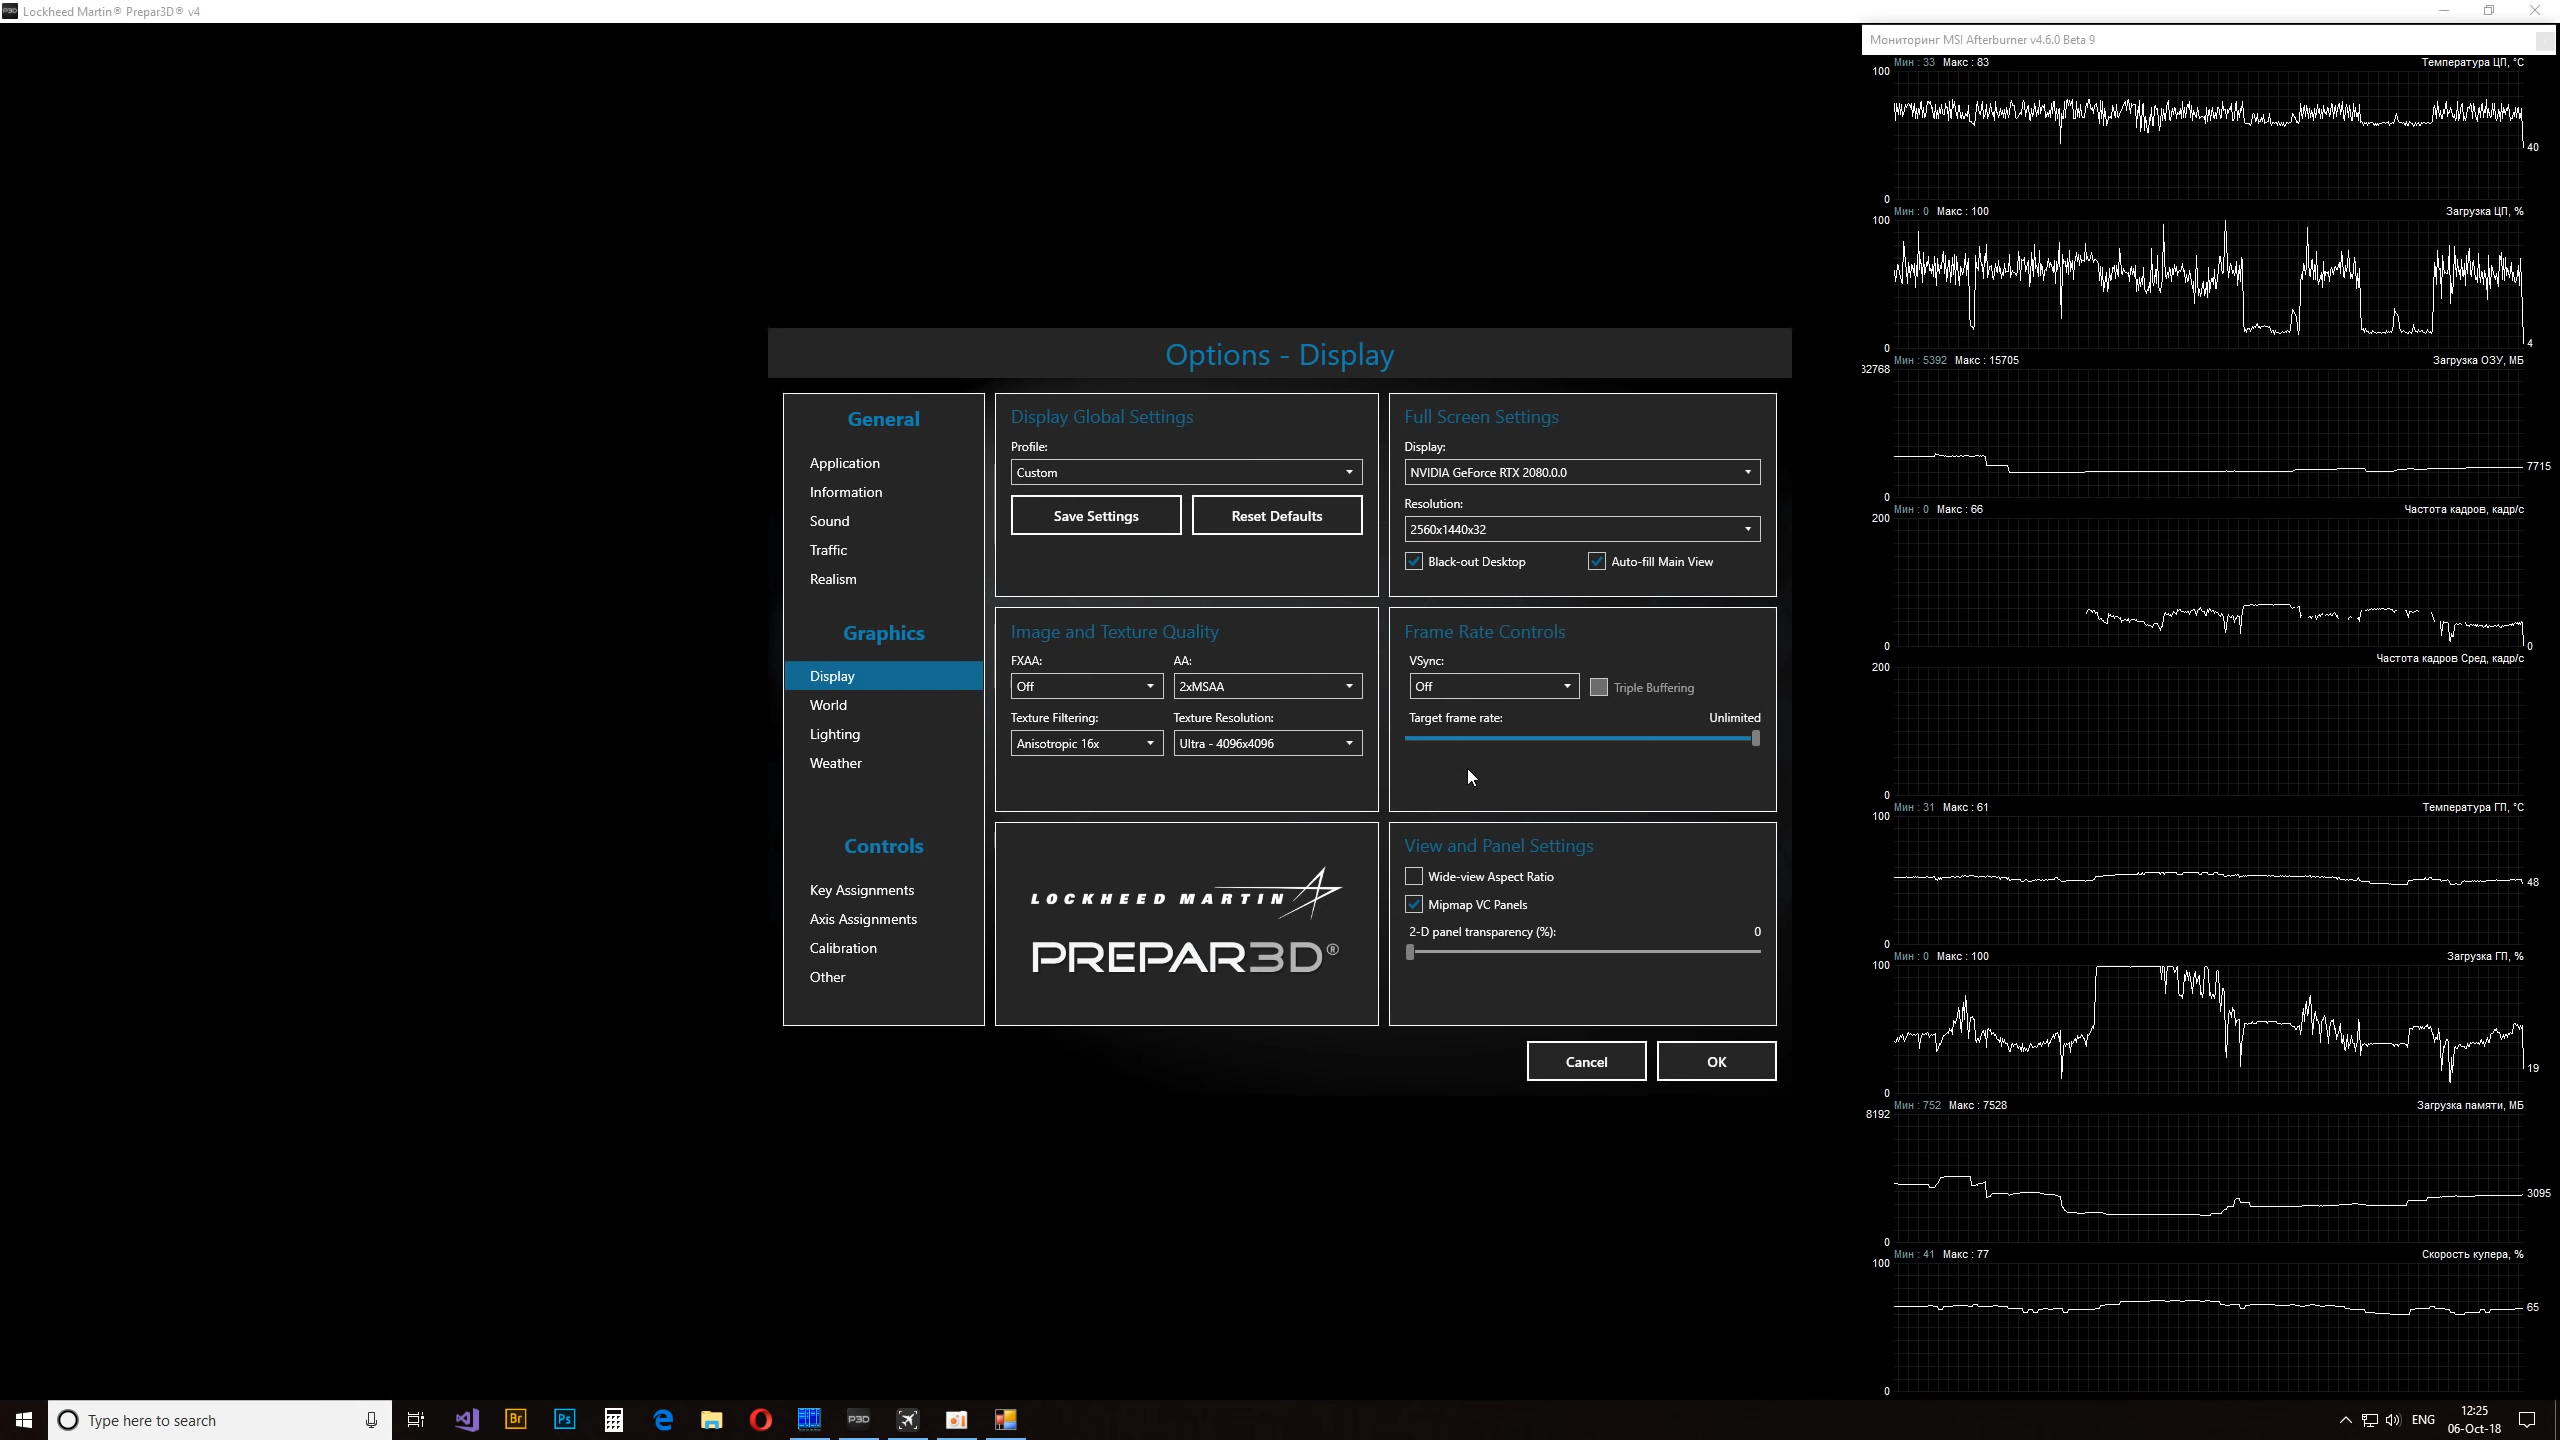 Lockheed Martin® Prepar3D® v4
Мониторинг MSI Afterburner v4.6.0 Beta 9
Мин : 33 Макс : 83
Температура ЦП, °C
100
40
0
Мин : 0 Макс : 100
Загрузка ЦП, %
100
4
0
Мин : 5392 Макс : 15705
Загрузка ОЗУ, МБ
32768
7715
0
Мин : 0 Макс : 66
Частота кадров, кадр/с
200
0
0
Частота кадров Сред, кадр/с
200
0
Мин : 31 Макс : 61
Температура ГП, °C
100
48
0
Мин : 0 Макс : 100
Загрузка ГП, %
100
19
0
Мин : 752 Макс : 7528
Загрузка памяти, МБ
8192
3095
0
Мин : 41 Макс : 77
Скорость кулера, %
100
65
0
Options - Display
General
Application
Information
Sound
Traffic
Realism
Graphics
Display
World
Lighting
Weather
Controls
Key Assignments
Axis Assignments
Calibration
Other
Display Global Settings
Profile:
Custom
Save Settings Reset Defaults
Full Screen Settings
Display:
NVIDIA GeForce RTX 2080.0.0
Resolution:
2560x1440x32
Black-out Desktop Auto-fill Main View
Image and Texture Quality
FXAA: AA:
Off 2xMSAA
Texture Filtering: Texture Resolution:
Anisotropic 16x Ultra - 4096x4096
Frame Rate Controls
VSync:
Off Triple Buffering
Target frame rate: Unlimited
LOCKHEED MARTIN
PREPAR3D®
View and Panel Settings
Wide-view Aspect Ratio
Mipmap VC Panels
2-D panel transparency (%): 0
Cancel OK
Type here to search
Br
Ps
P3D
ENG
12:25
06-Oct-18